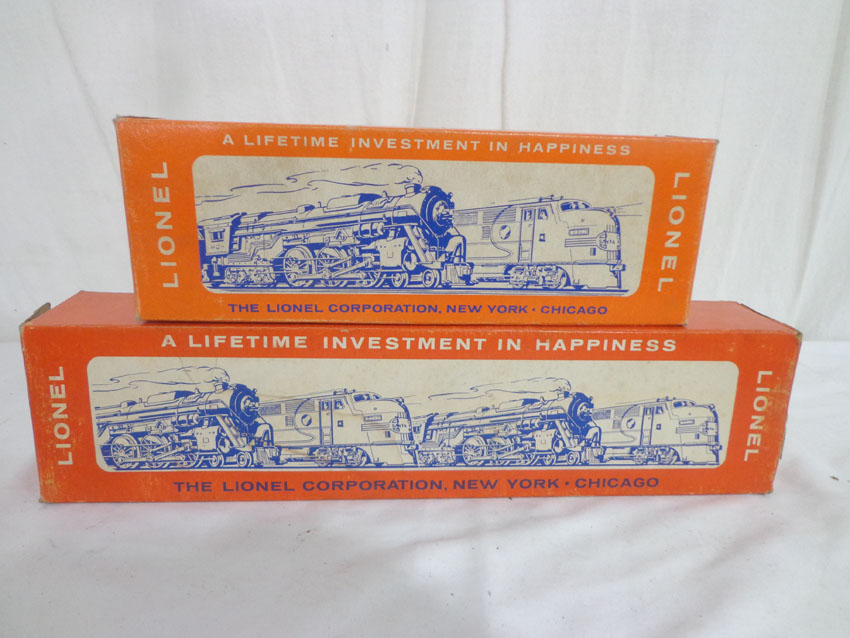 A LIFETIME INVESTMENT IN HAPPINESS
LIONEL
LIONEL
THE LIONEL CORPORATION, NEW YORK · CHICAGO
A LIFETIME INVESTMENT IN HAPPINESS
LIONEL
LIONEL
THE LIONEL CORPORATION, NEW YORK · CHICAGO